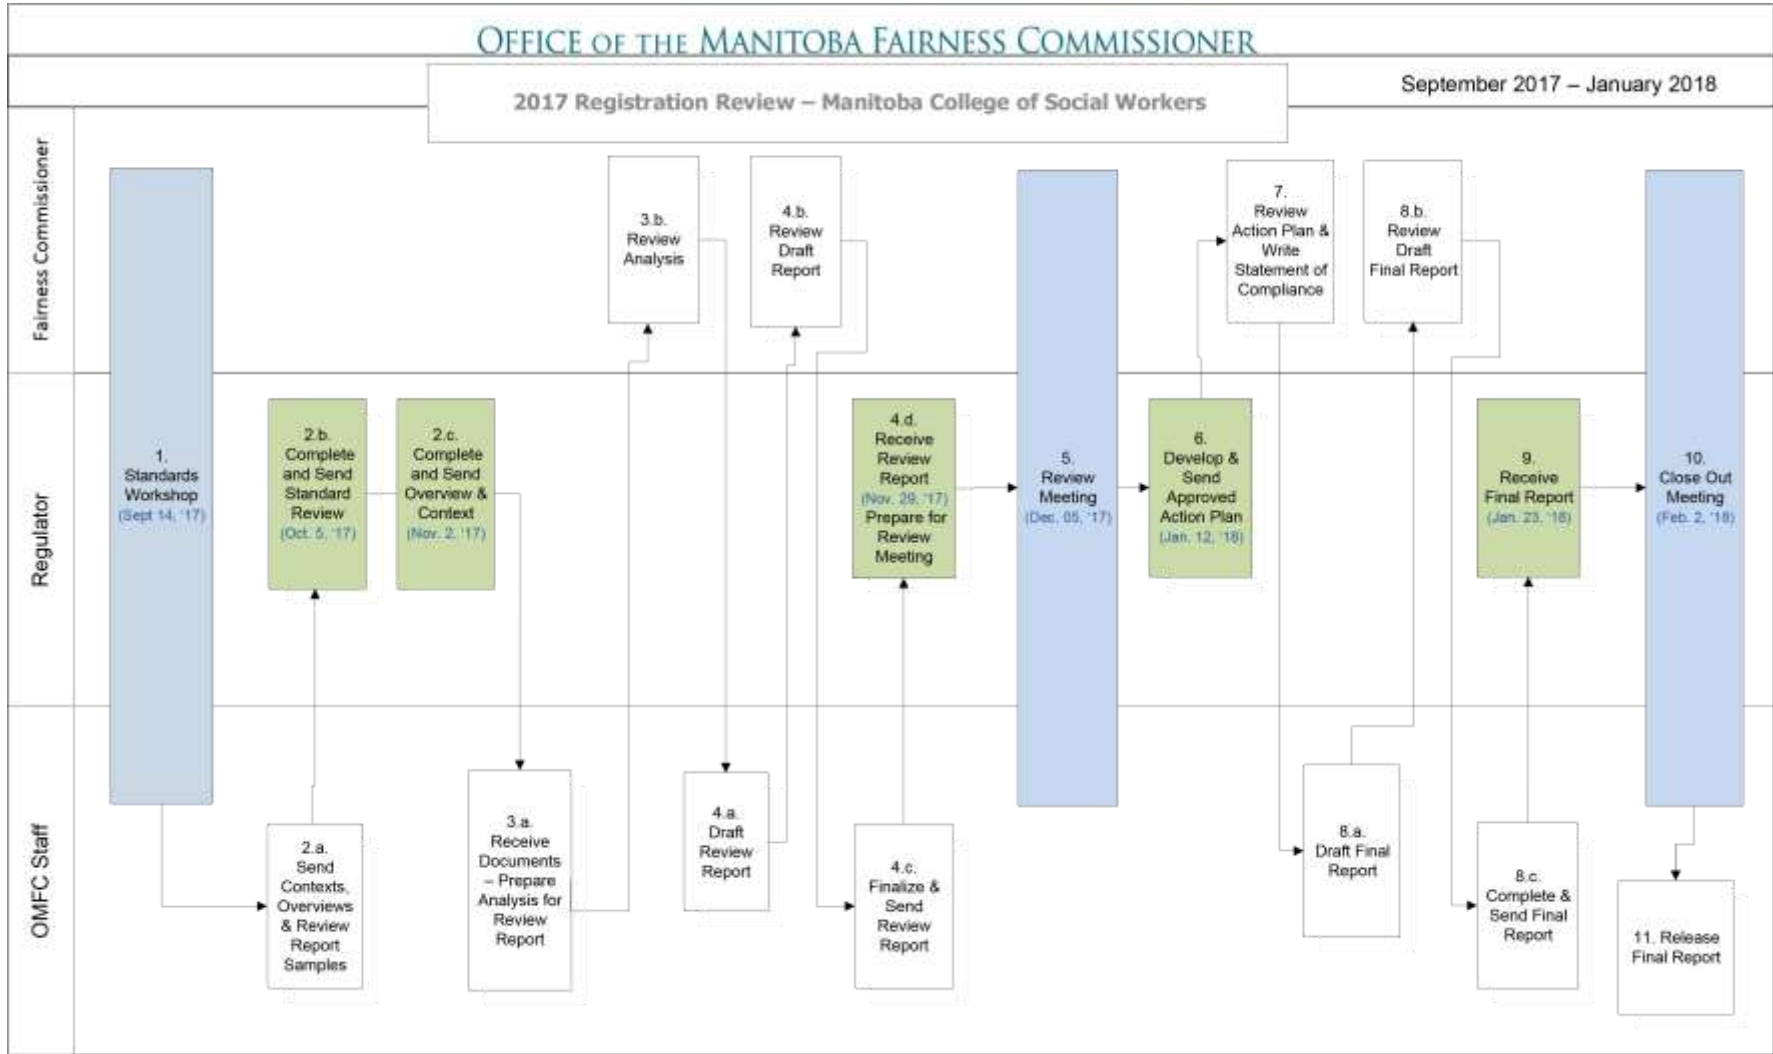 OFFICE OF THE MANITOBA FAIRNESS COMMISSIONER
2017 Registration Review – Manitoba College of Social Workers
September 2017 – January 2018
Fairness Commissioner
3.b.
Review
Analysis
4.b.
Review
Draft
Report
7.
Review
Action Plan &
Write
Statement of
Compliance
8.b.
Review
Draft
Final Report
Regulator
1.
Standards
Workshop
(Sept 14, '17)
2.b.
Complete
and Send
Standard
Review
(Oct. 5, '17)
2.c.
Complete
and Send
Overview &
Context
(Nov. 2, '17)
4.d.
Receive
Review
Report
(Nov. 29, '17)
Prepare for
Review
Meeting
5.
Review
Meeting
(Dec. 05, '17)
6.
Develop &
Send
Approved
Action Plan
(Jan. 12, '18)
9.
Receive
Final Report
(Jan. 23, '18)
10.
Close Out
Meeting
(Feb. 2, '18)
OMFC Staff
2.a.
Send
Contexts,
Overviews
& Review
Report
Samples
3.a.
Receive
Documents
– Prepare
Analysis for
Review
Report
4.a.
Draft
Review
Report
4.c.
Finalize &
Send
Review
Report
8.a.
Draft Final
Report
8.c.
Complete &
Send Final
Report
11. Release
Final Report